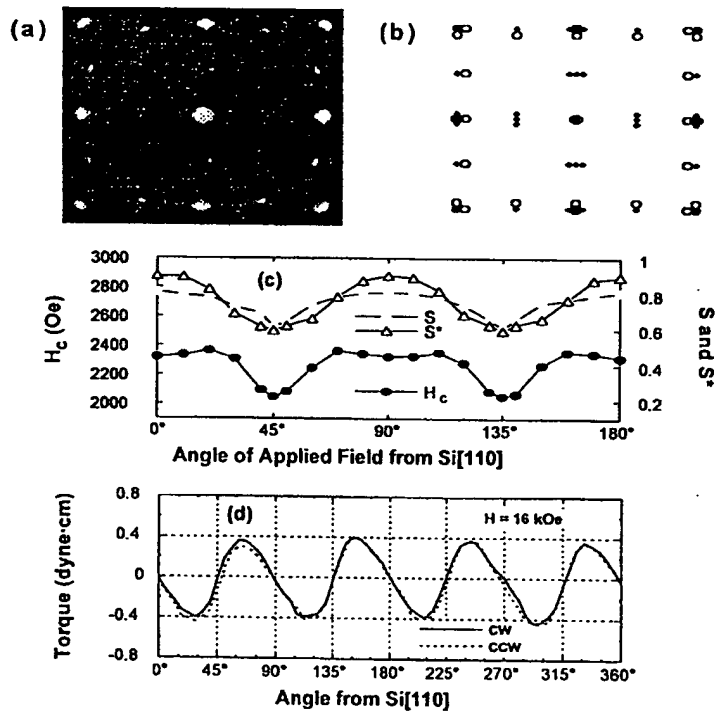 (a)
(b)
(c)
3000
2800
2600
2400
2200
2000
H_c (Oe)
1
0.8
0.6
0.4
0.2
S and S*
S
S*
H_c
0° 45° 90° 135° 180°
Angle of Applied Field from Si[110]
(d)
H = 16 kOe
0.8
0.4
0
-0.4
-0.8
Torque (dyne·cm)
CW
CCW
0° 45° 90° 135° 180° 225° 270° 315° 360°
Angle from Si[110]